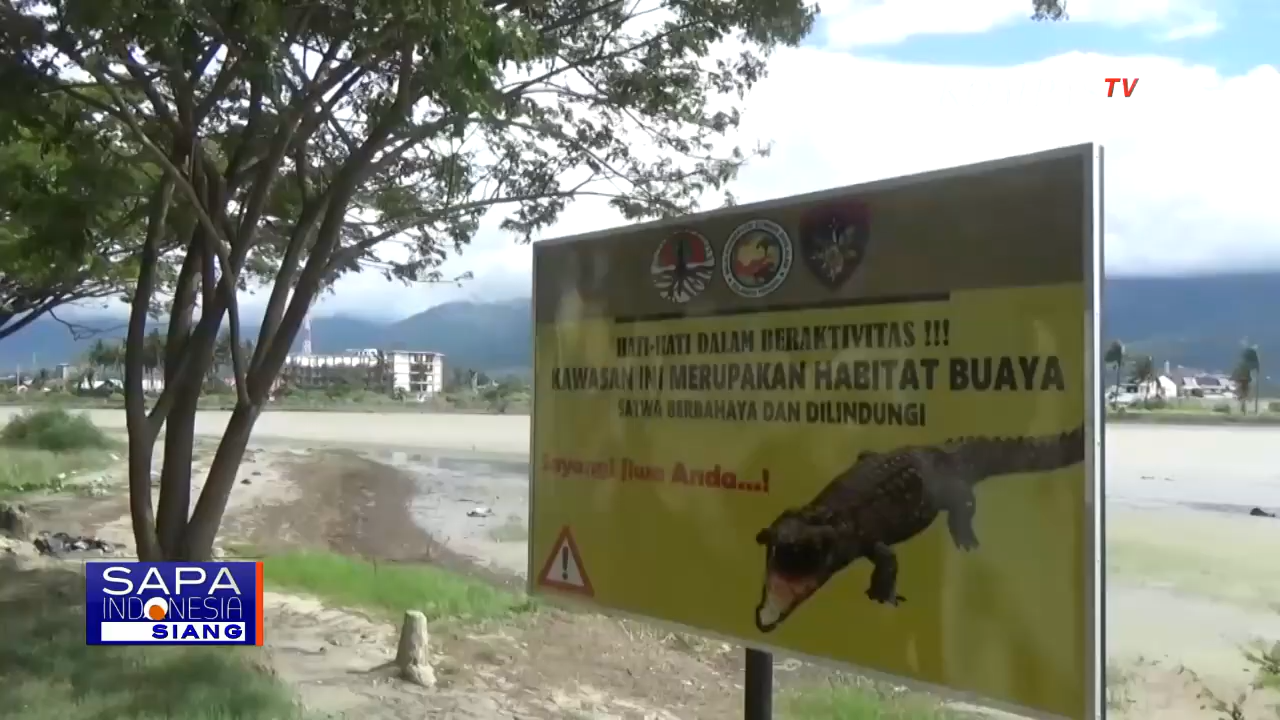 TV
HATI-HATI DALAM BERAKTIVITAS !!!
KAWASAN INI MERUPAKAN HABITAT BUAYA
SATWA BERBAHAYA DAN DILINDUNGI
Sayangi Jiwa Anda...!
SAPA
INDONESIA
SIANG